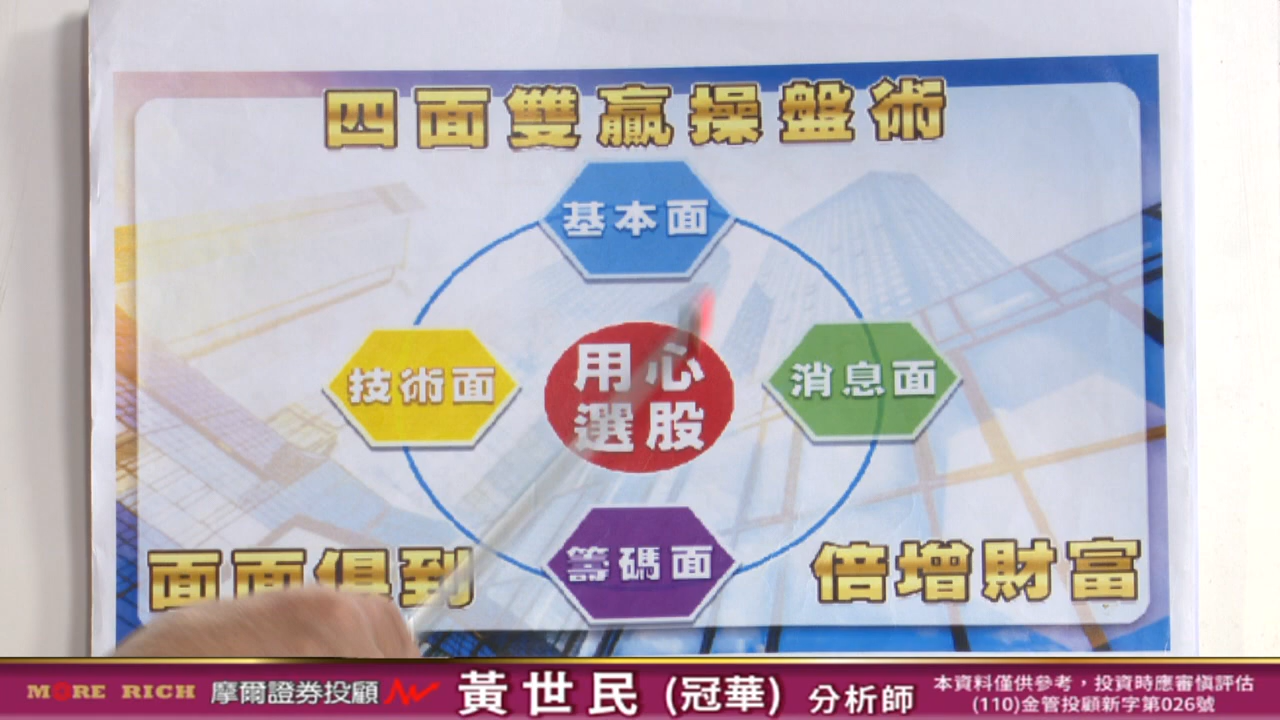 四面雙贏操盤術
基本面
技術面
用心
選股
消息面
籌碼面
面面俱到
倍增財富
MORE RICH 摩爾證券投顧 黃世民(冠華) 分析師
本資料僅供參考，投資時應審慎評估
(110)金管投顧新字第026號